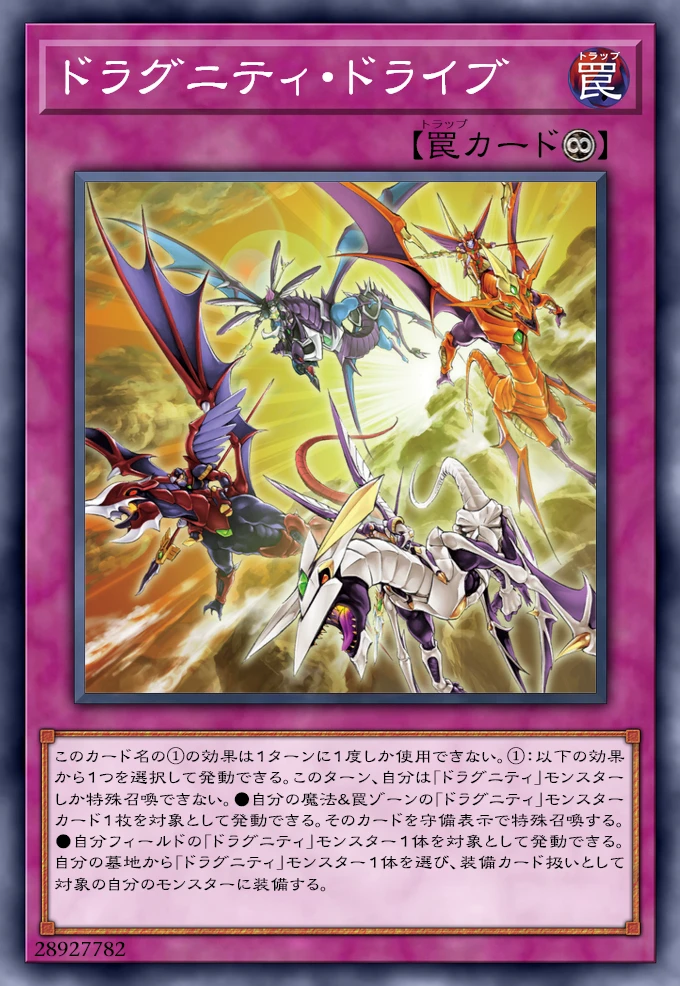 ドラグニティ・ドライブ
トラップ
罠
トラップ
【罠カード♾】
このカード名の①の効果は1ターンに1度しか使用できない。①:以下の効果
から1つを選択して発動できる。このターン、自分は「ドラグニティ」モンスター
しか特殊召喚できない。●自分の魔法&罠ゾーンの「ドラグニティ」モンスター
カード1枚を対象として発動できる。そのカードを守備表示で特殊召喚する。
●自分フィールドの「ドラグニティ」モンスター1体を対象として発動できる。
自分の墓地から「ドラグニティ」モンスター1体を選び、装備カード扱いとして
対象の自分のモンスターに装備する。
28927782